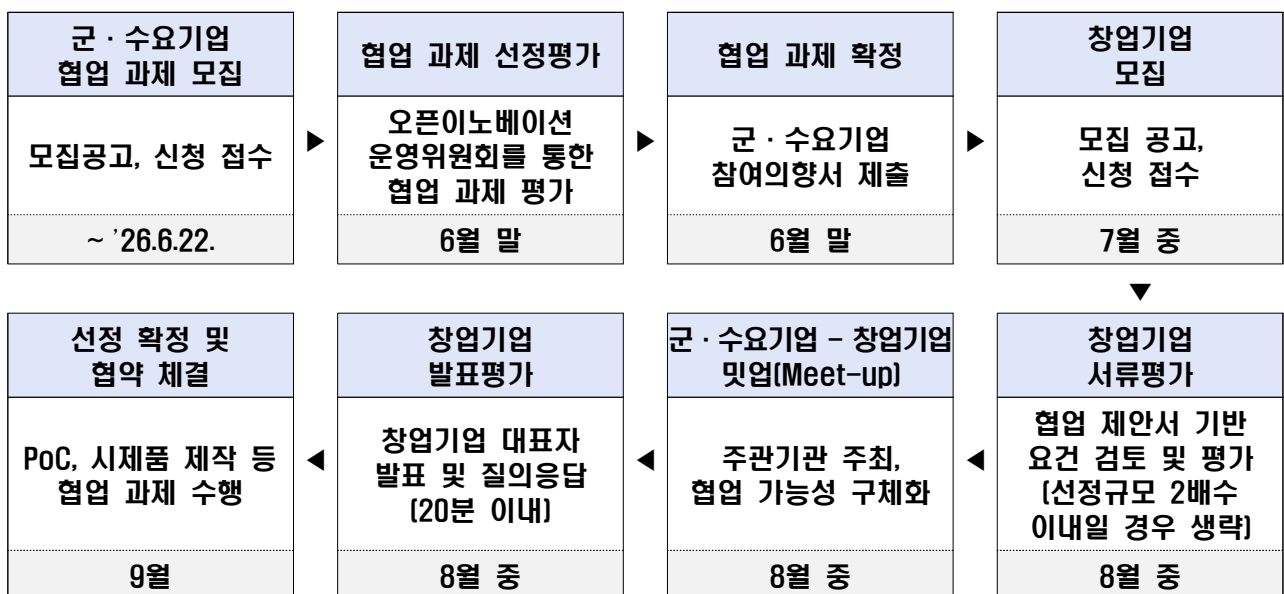 군·수요기업
협업 과제 모집
모집공고, 신청 접수
~ '26.6.22.
▶
협업 과제 선정평가
오픈이노베이션
운영위원회를 통한
협업 과제 평가
6월 말
▶
협업 과제 확정
군·수요기업
참여의향서 제출
6월 말
▶
창업기업
모집
모집 공고,
신청 접수
7월 중
▼
창업기업
서류평가
협업 제안서 기반
요건 검토 및 평가
(선정규모 2배수
이내일 경우 생략)
8월 중
◀
군·수요기업 - 창업기업
밋업(Meet-up)
주관기관 주최,
협업 가능성 구체화
8월 중
◀
창업기업
발표평가
창업기업 대표자
발표 및 질의응답
(20분 이내)
8월 중
◀
선정 확정 및
협약 체결
PoC, 시제품 제작 등
협업 과제 수행
9월